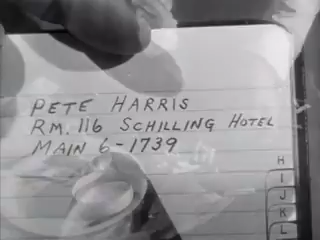 PETE HARRIS
RM. 116 SCHILLING HOTEL
MAIN 6-1739
H
I
J
K
L